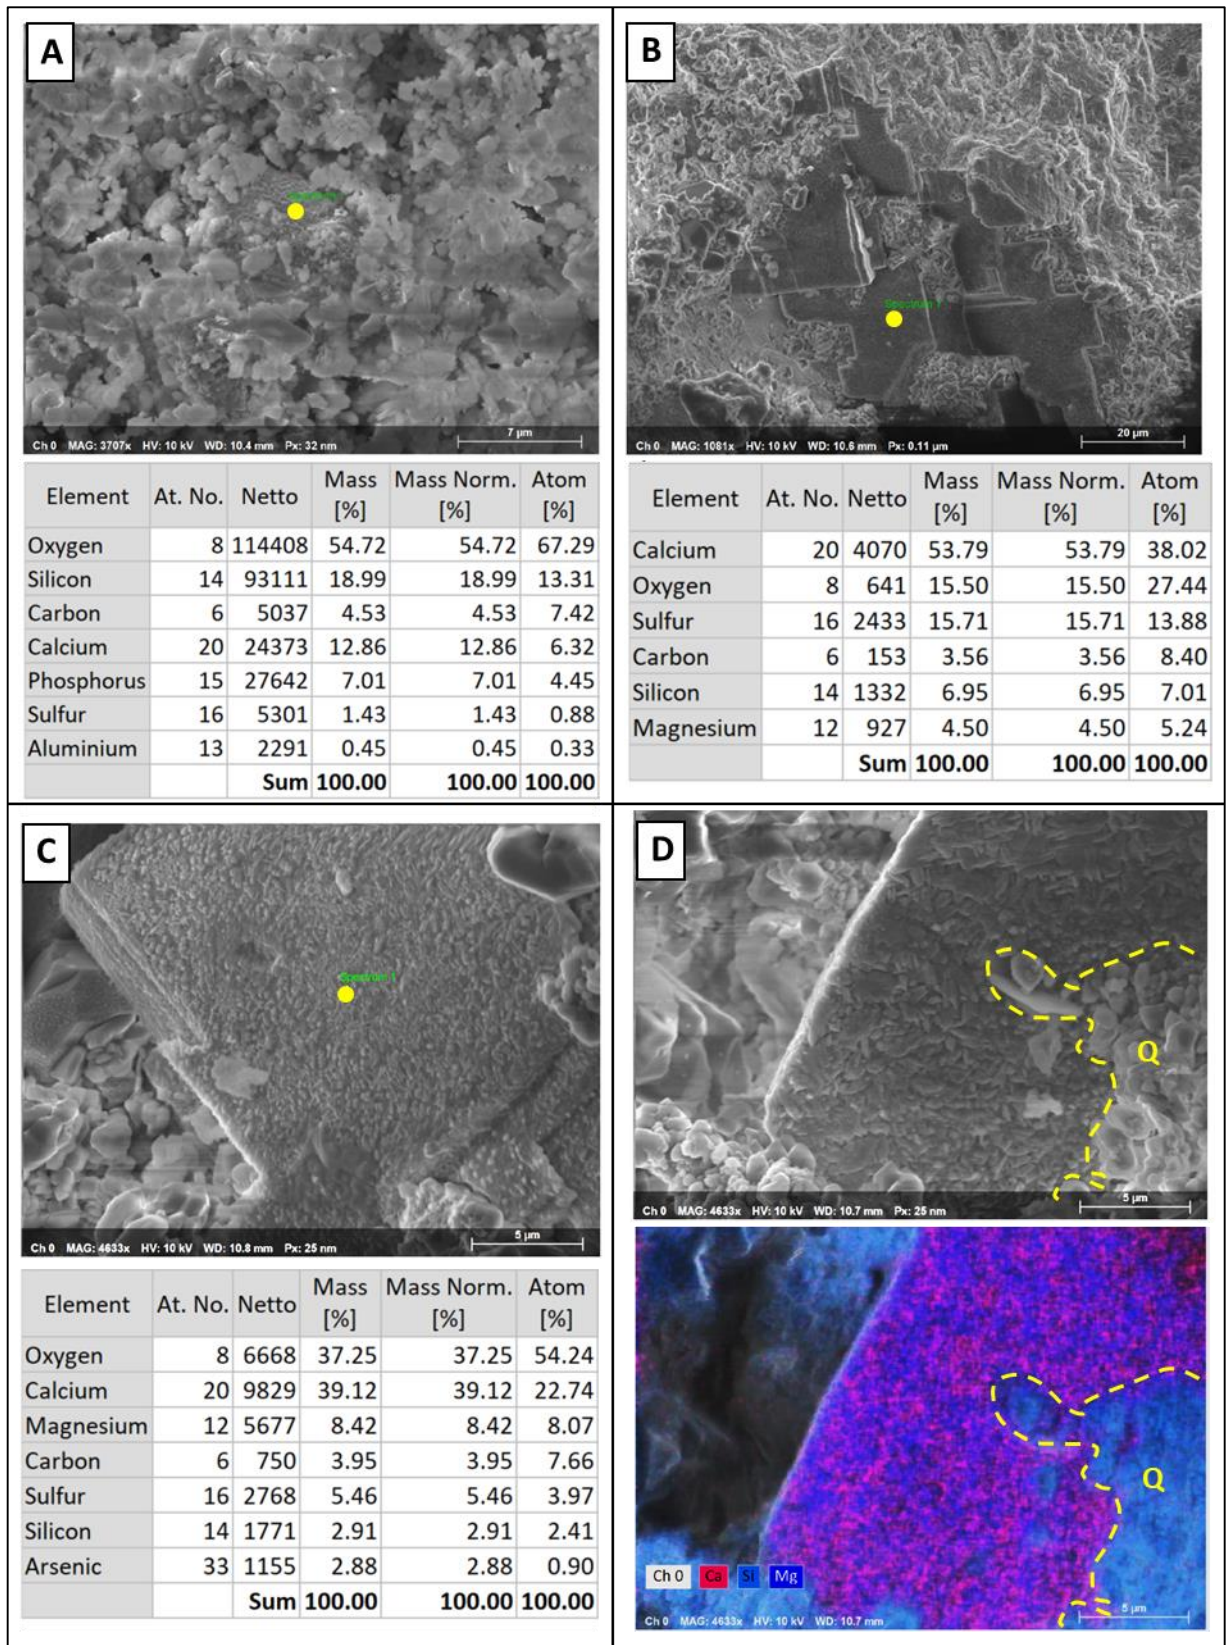 A
Ch 0 MAG: 3707x HV: 10 kV WD: 10.4 mm Px: 32 nm
7 µm
Element At. No. Netto Mass [%] Mass Norm. [%] Atom [%]
Oxygen 8 114408 54.72 54.72 67.29
Silicon 14 93111 18.99 18.99 13.31
Carbon 6 5037 4.53 4.53 7.42
Calcium 20 24373 12.86 12.86 6.32
Phosphorus 15 27642 7.01 7.01 4.45
Sulfur 16 5301 1.43 1.43 0.88
Aluminium 13 2291 0.45 0.45 0.33
Sum 100.00 100.00 100.00
B
Spectrum 1
Ch 0 MAG: 1081x HV: 10 kV WD: 10.6 mm Px: 0.11 µm
20 µm
Element At. No. Netto Mass [%] Mass Norm. [%] Atom [%]
Calcium 20 4070 53.79 53.79 38.02
Oxygen 8 641 15.50 15.50 27.44
Sulfur 16 2433 15.71 15.71 13.88
Carbon 6 153 3.56 3.56 8.40
Silicon 14 1332 6.95 6.95 7.01
Magnesium 12 927 4.50 4.50 5.24
Sum 100.00 100.00 100.00
C
Spectrum 1
Ch 0 MAG: 4633x HV: 10 kV WD: 10.8 mm Px: 25 nm
5 µm
Element At. No. Netto Mass [%] Mass Norm. [%] Atom [%]
Oxygen 8 6668 37.25 37.25 54.24
Calcium 20 9829 39.12 39.12 22.74
Magnesium 12 5677 8.42 8.42 8.07
Carbon 6 750 3.95 3.95 7.66
Sulfur 16 2768 5.46 5.46 3.97
Silicon 14 1771 2.91 2.91 2.41
Arsenic 33 1155 2.88 2.88 0.90
Sum 100.00 100.00 100.00
D
Q
Ch 0 MAG: 4633x HV: 10 kV WD: 10.7 mm Px: 25 nm
5 µm
Q
Ch 0 Ca Si Mg
Ch 0 MAG: 4633x HV: 10 kV WD: 10.7 mm
5 µm